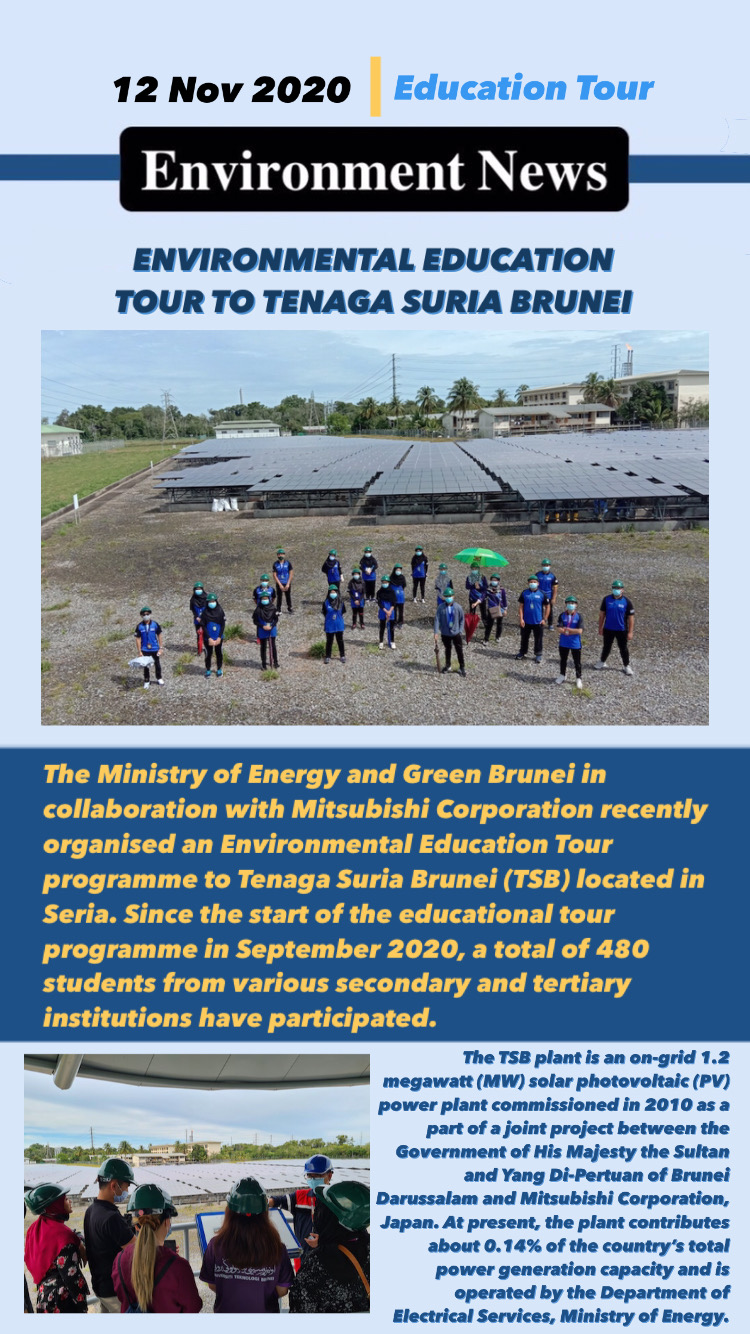 12 Nov 2020
Education Tour
Environment News
ENVIRONMENTAL EDUCATION
TOUR TO TENAGA SURIA BRUNEI
The Ministry of Energy and Green Brunei in
collaboration with Mitsubishi Corporation recently
organised an Environmental Education Tour
programme to Tenaga Suria Brunei (TSB) located in
Seria. Since the start of the educational tour
programme in September 2020, a total of 480
students from various secondary and tertiary
institutions have participated.
The TSB plant is an on-grid 1.2
megawatt (MW) solar photovoltaic (PV)
power plant commissioned in 2010 as a
part of a joint project between the
Government of His Majesty the Sultan
and Yang Di-Pertuan of Brunei
Darussalam and Mitsubishi Corporation,
Japan. At present, the plant contributes
about 0.14% of the country's total
power generation capacity and is
operated by the Department of
Electrical Services, Ministry of Energy.